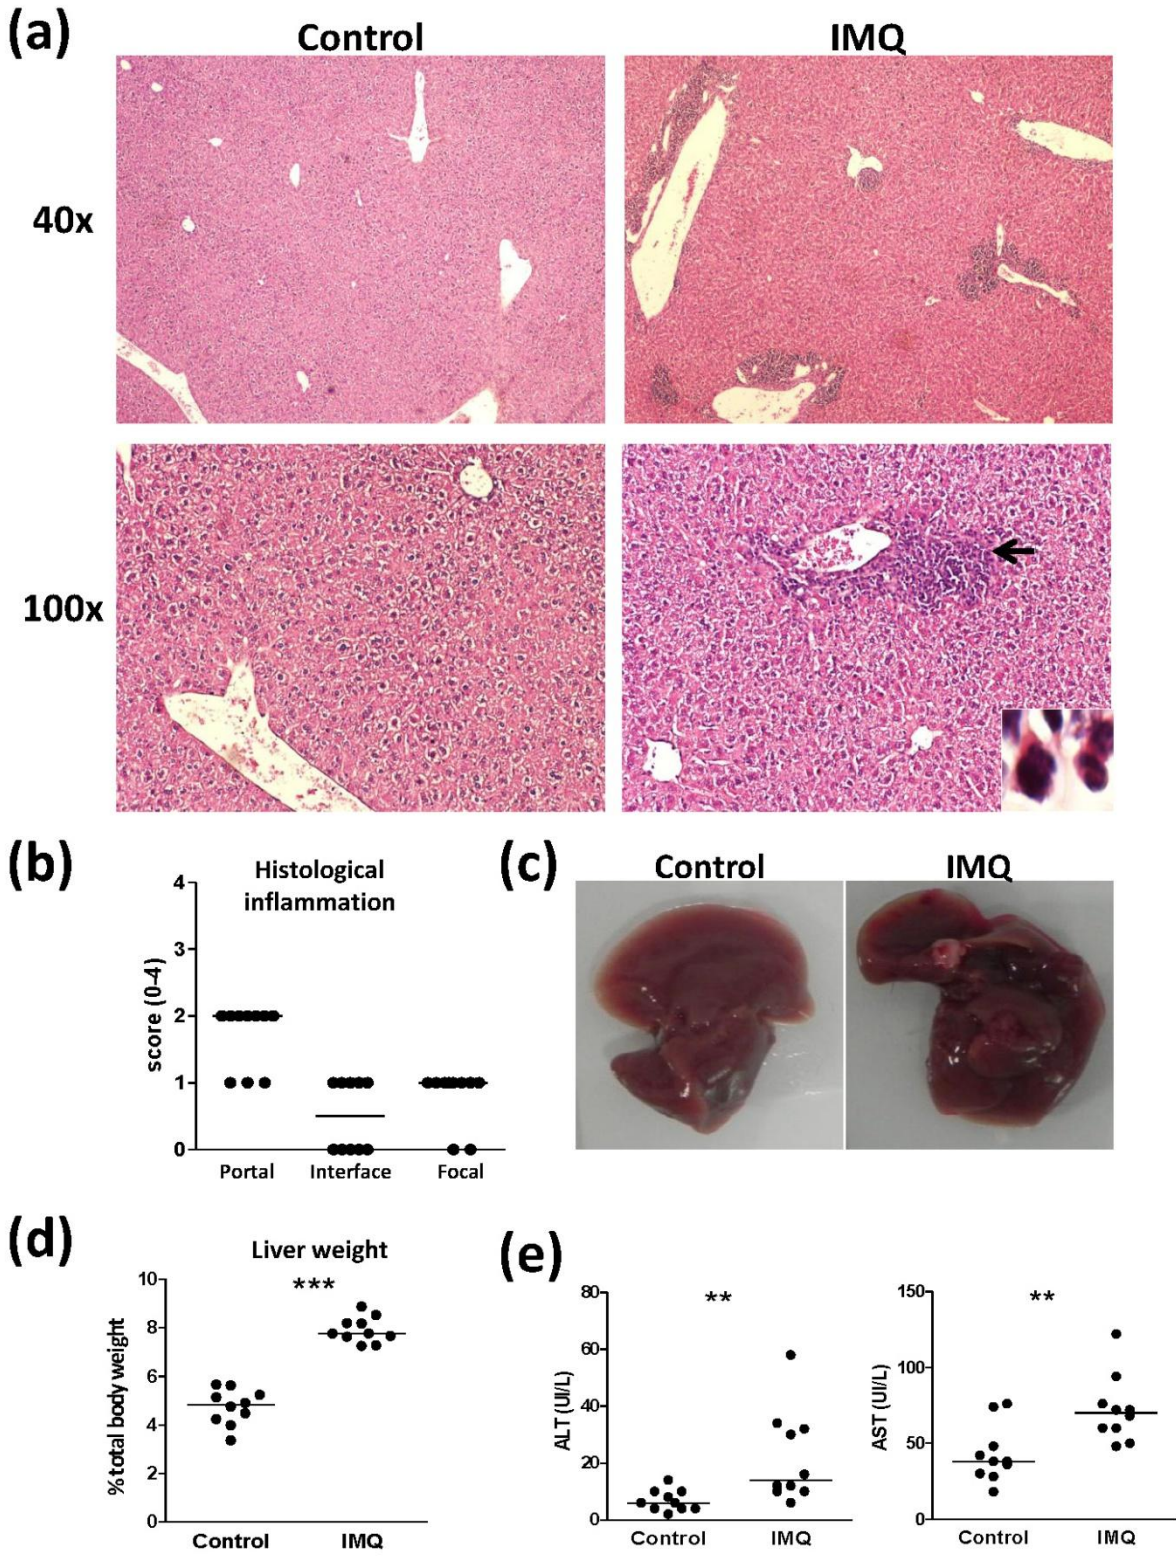 (a)
Control
IMQ
40x
100x
(b)
Histological
inflammation
score (0-4)
4
3
2
1
0
Portal
Interface
Focal
(c)
Control
IMQ
(d)
Liver weight
***
%total body weight
10
8
6
4
2
0
Control
IMQ
(e)
**
ALT (UI/L)
80
60
40
20
0
Control
IMQ
**
AST (UI/L)
150
100
50
0
Control
IMQ